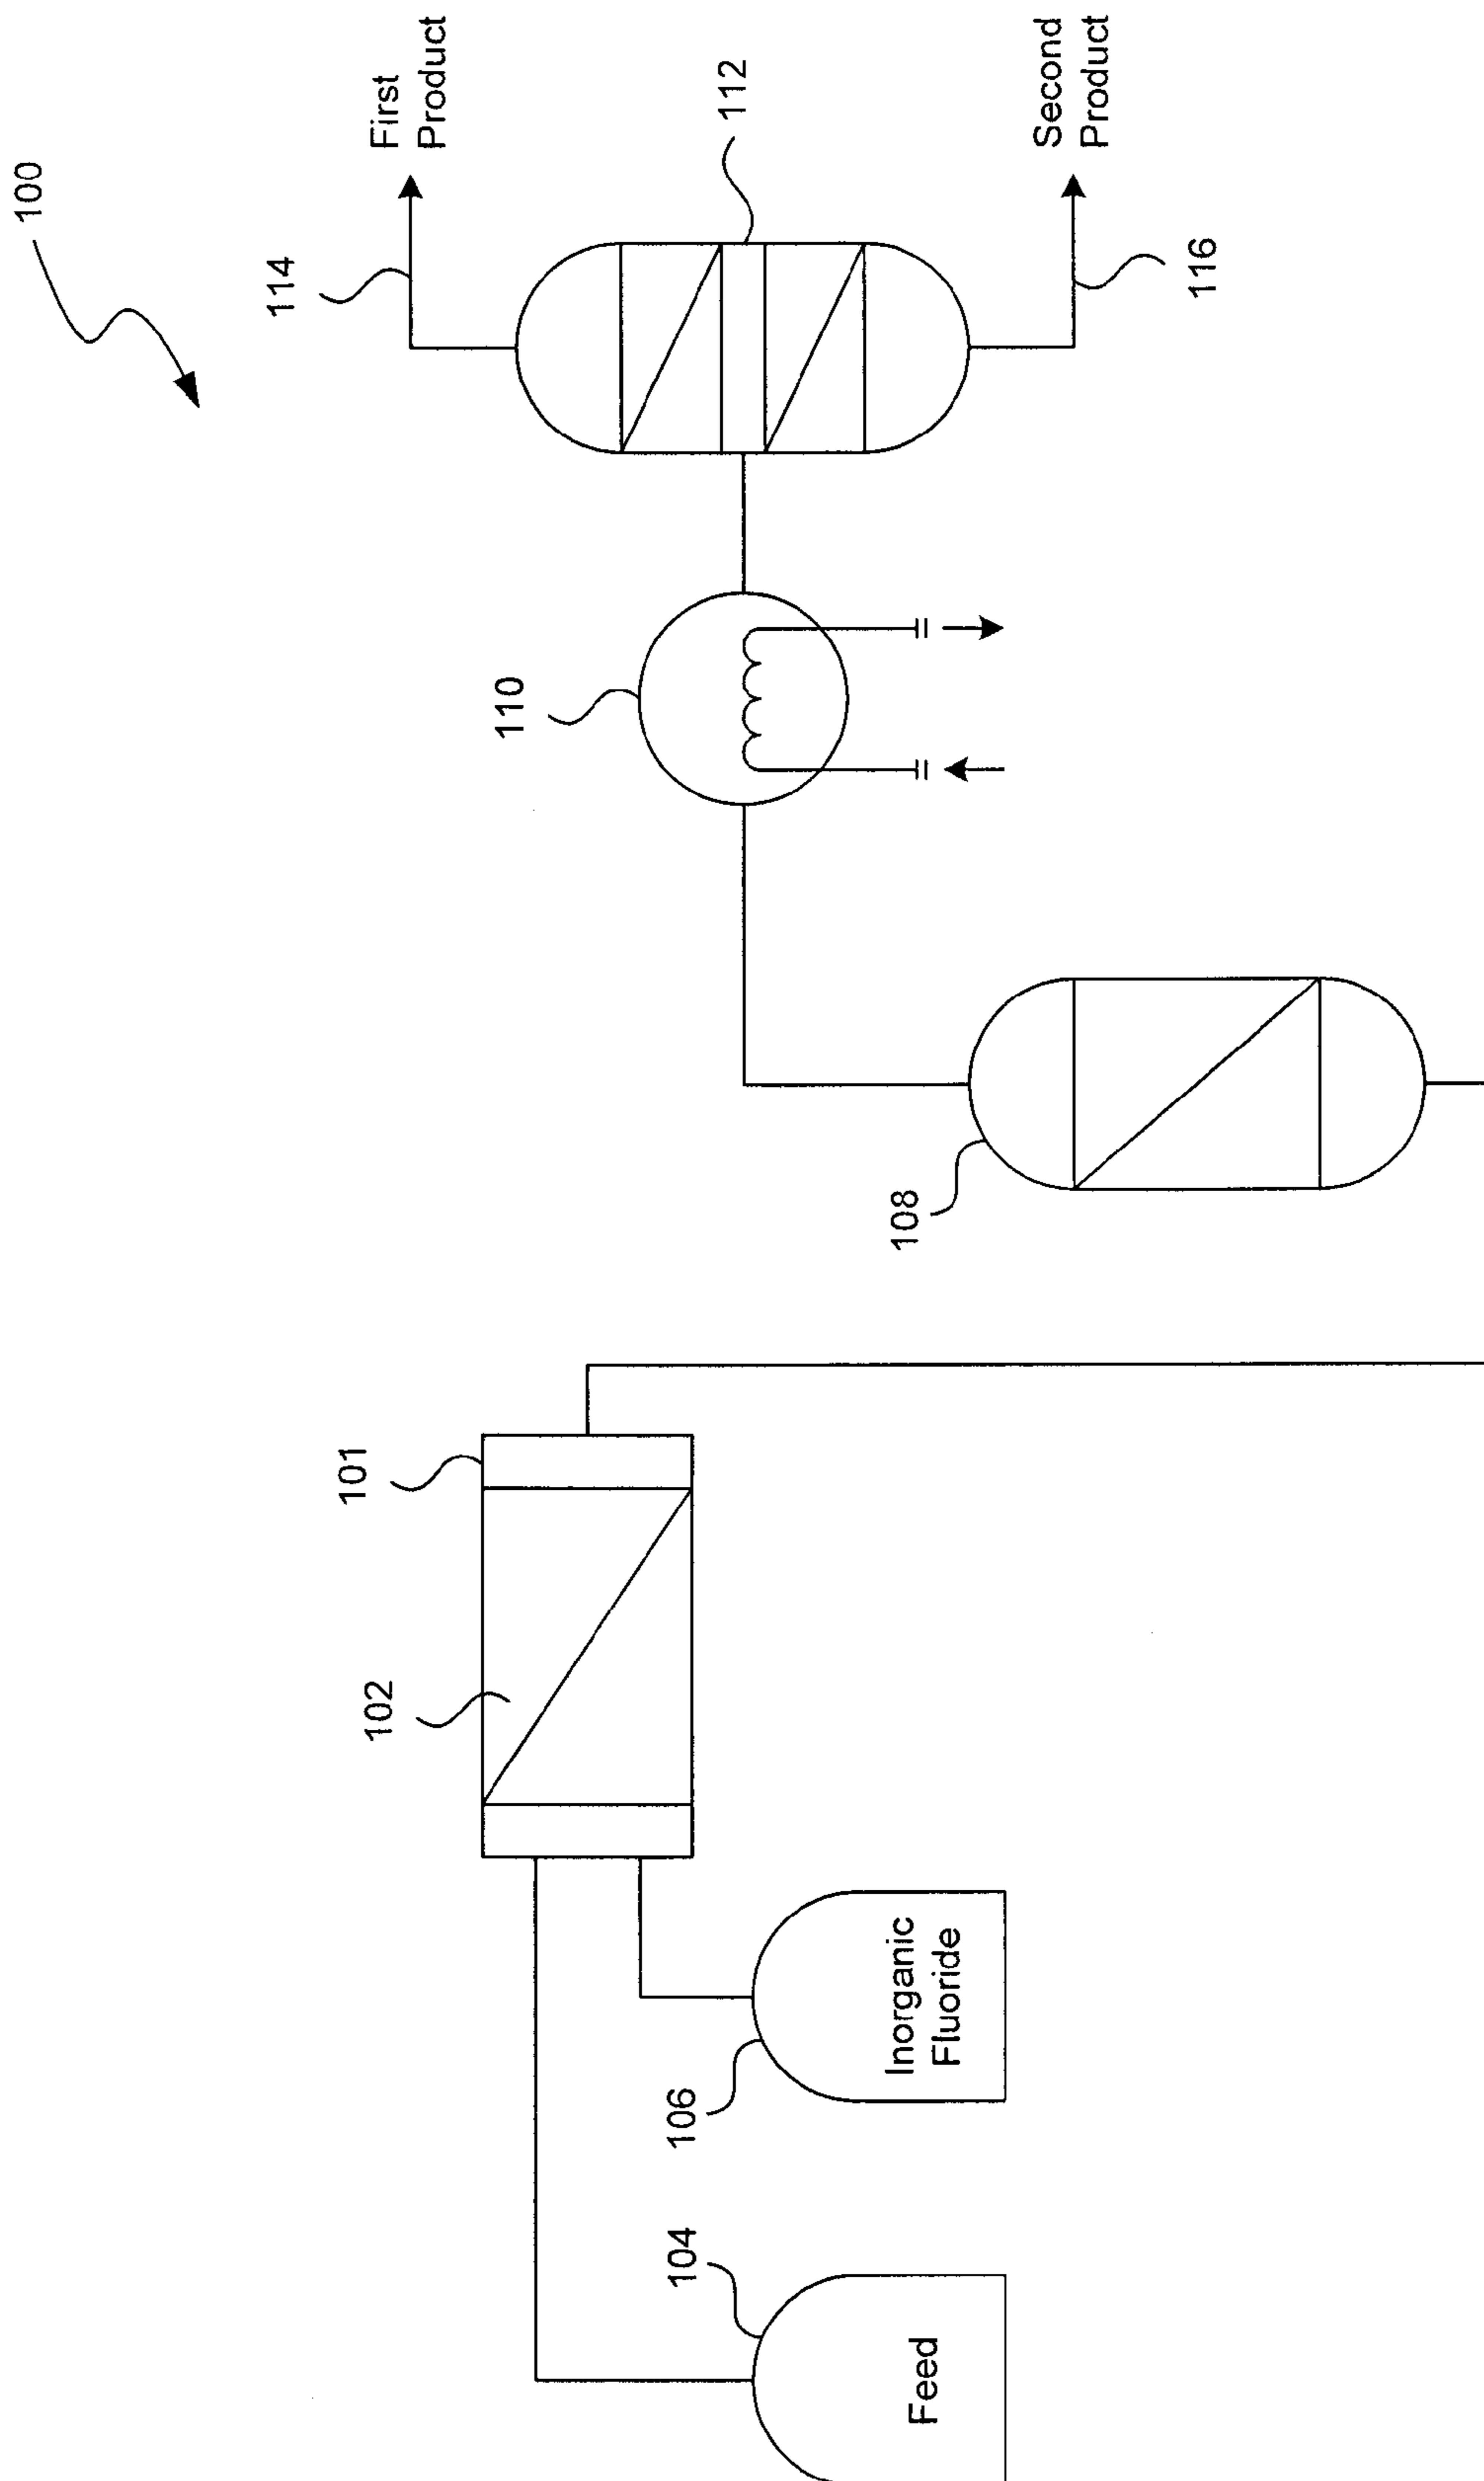 100
114
First
Product
112
Second
Product
116
110
108
101
102
106
Inorganic
Fluoride
104
Feed